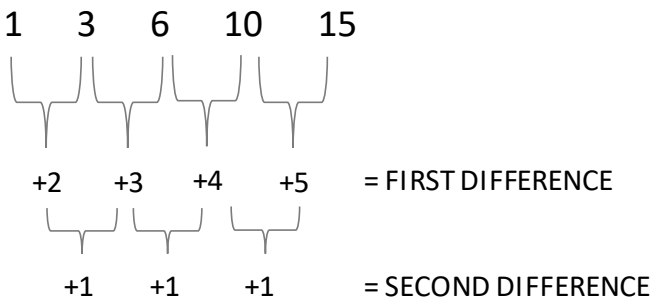 1 3 6 10 15
+2 +3 +4 +5 = FIRST DIFFERENCE
+1 +1 +1 = SECOND DIFFERENCE